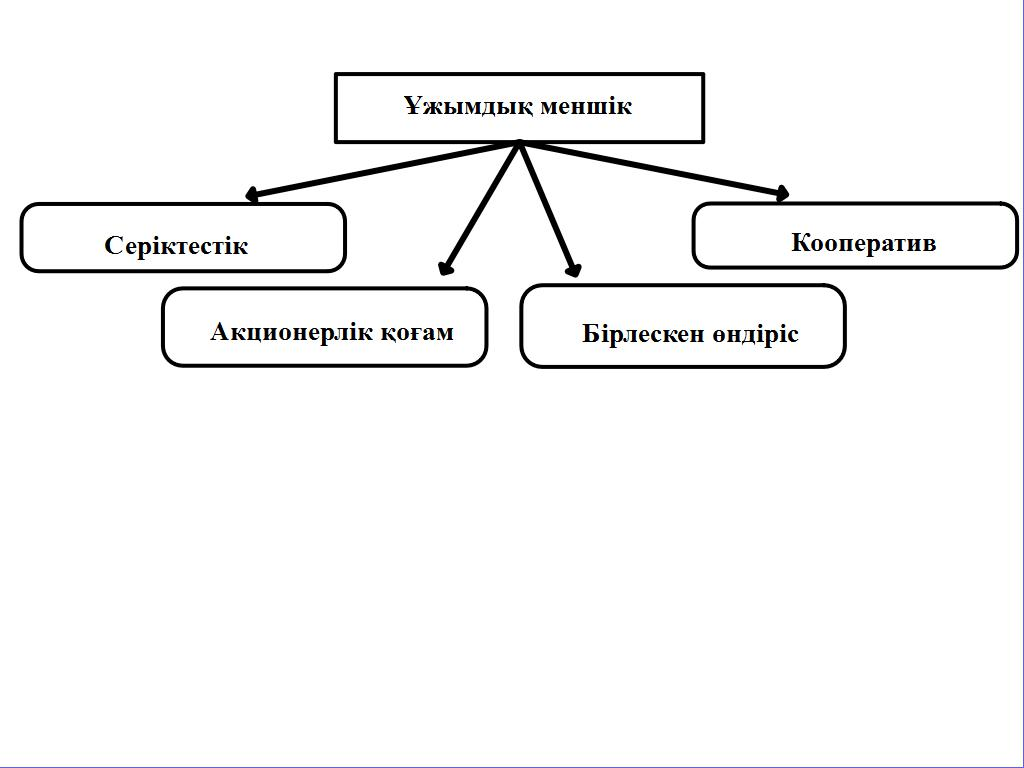 Ұжымдық меншік
Серіктестік
Кооператив
Акционерлік қоғам
Бірлескен өндіріс